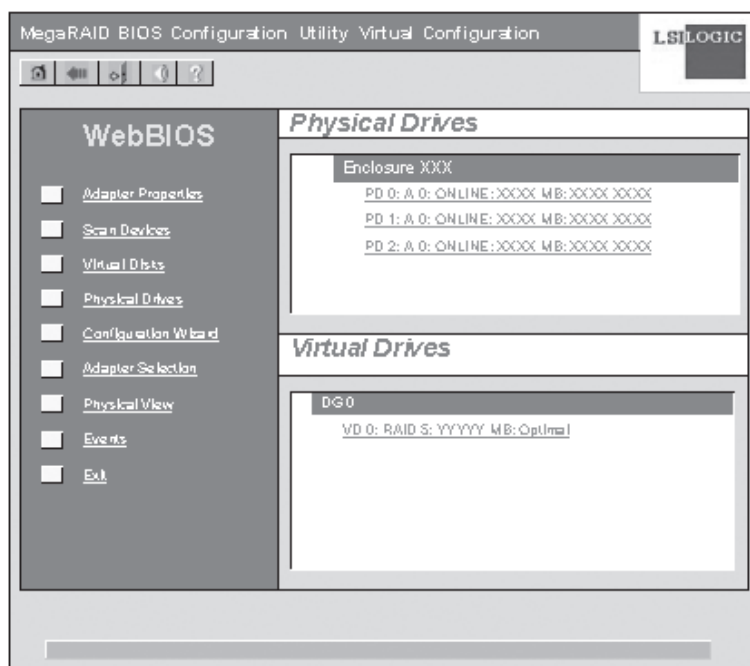 MegaRAID BIOS Configuration Utility Virtual Configuration
LSI LOGIC
WebBIOS
Adapter Properties
Scan Devices
Virtual Disks
Physical Drives
Configuration Wizard
Adapter Selection
Physical View
Events
Exit
Physical Drives
Enclosure XXX
PD 0: A 0: ONLINE: XXXX MB: XXXX XXXX
PD 1: A 0: ONLINE: XXXX MB: XXXX XXXX
PD 2: A 0: ONLINE: XXXX MB: XXXX XXXX
Virtual Drives
DG0
VD 0: RAID 5: YYYYY MB: Optimal